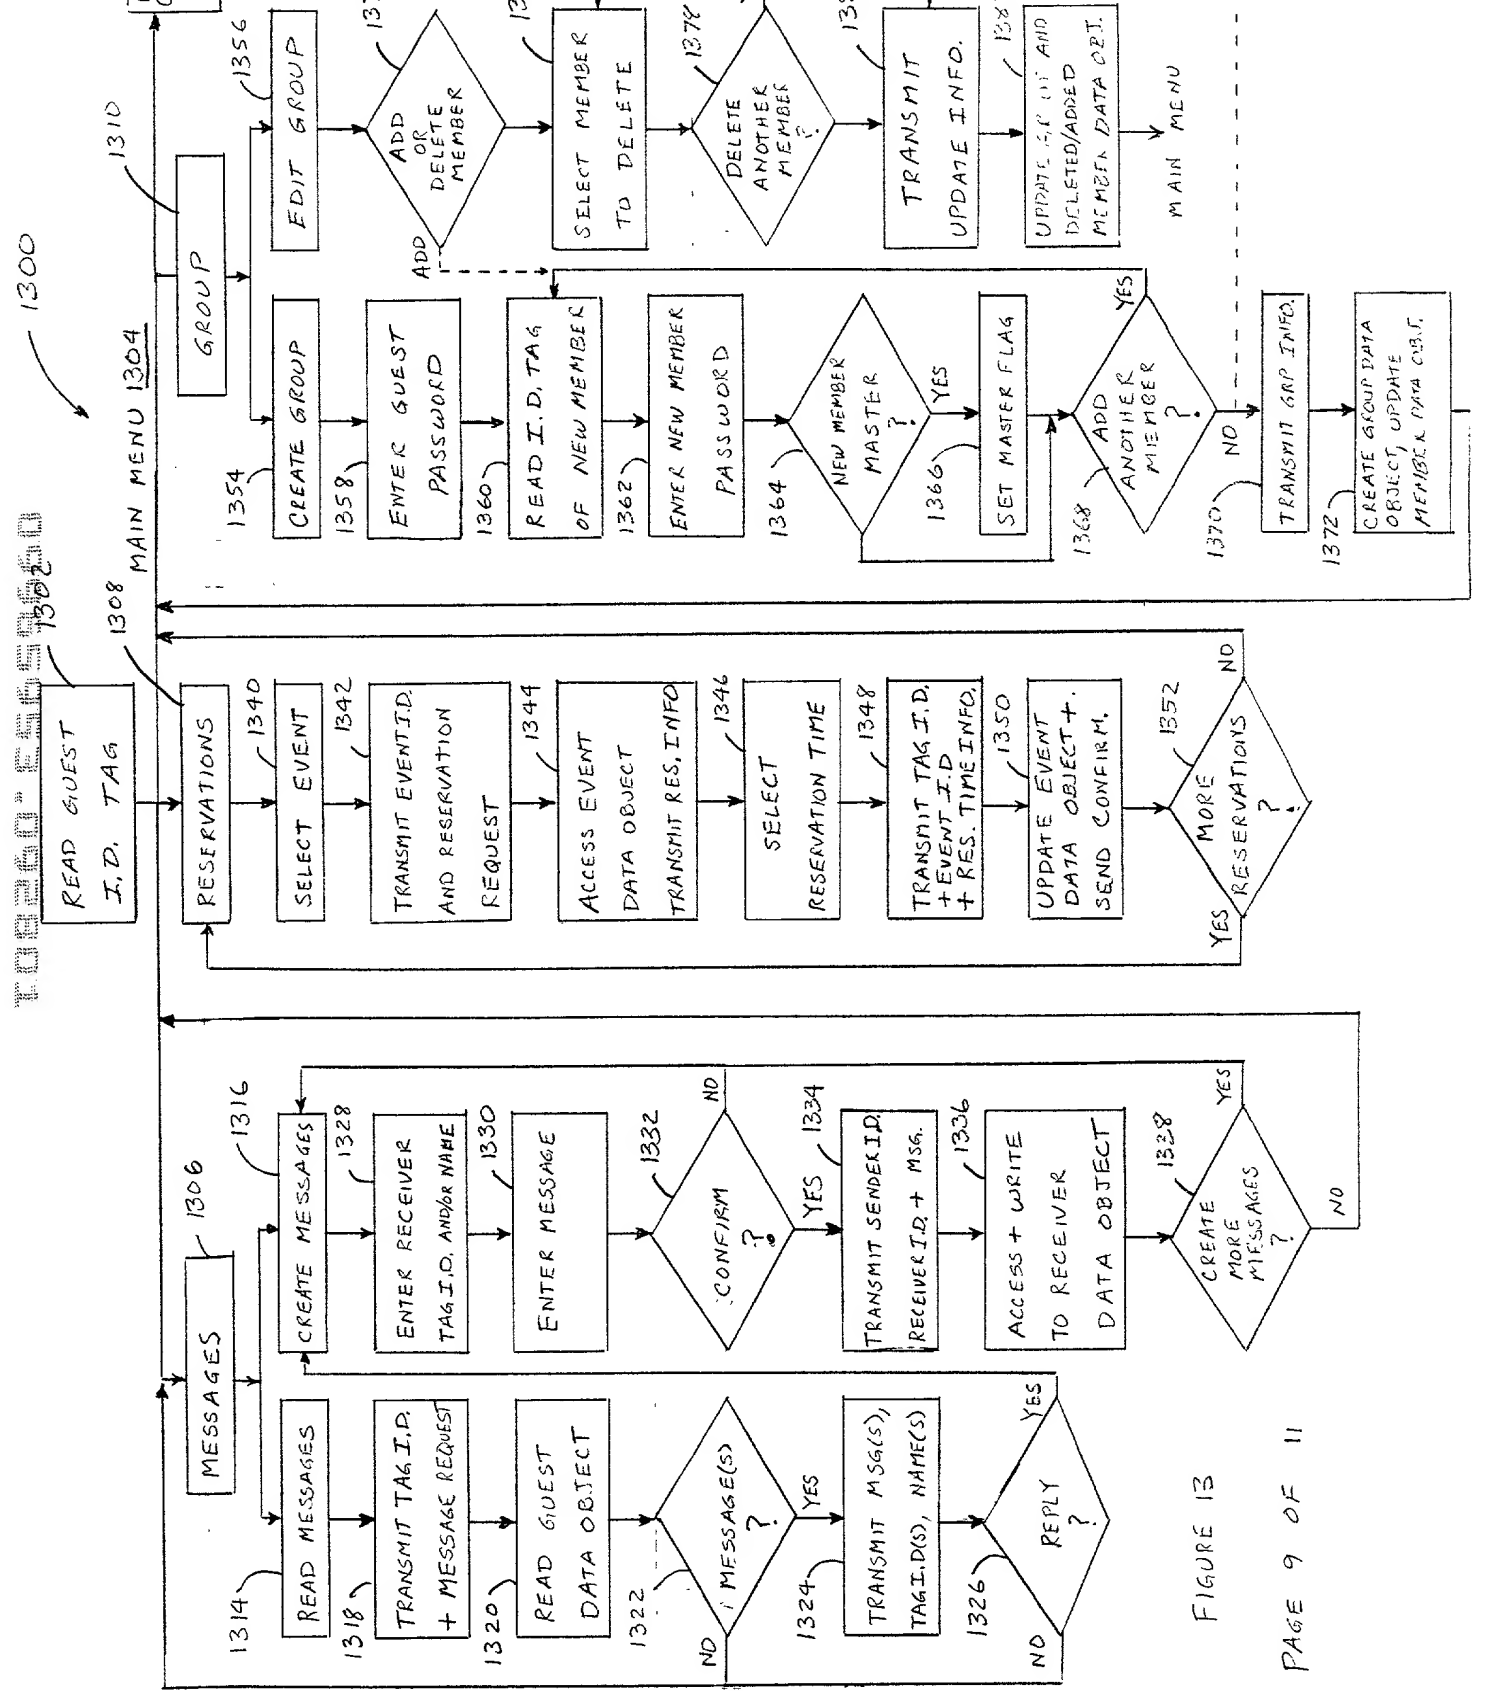 1300
1302
READ GUEST
I.D. TAG
MAIN MENU 1304
1306
MESSAGES
1314
READ MESSAGES
1318
TRANSMIT TAG I.D.
+ MESSAGE REQUEST
1320
READ GUEST
DATA OBJECT
1322
MESSAGE(S)
?
NO
YES
1324
TRANSMIT MSG(S),
TAG I.D(S), NAME(S)
1326
REPLY
?
NO
YES
1316
CREATE MESSAGES
1328
ENTER RECEIVER
TAG I.D. AND/OR NAME
1330
ENTER MESSAGE
1332
CONFIRM
?
NO
YES
1334
TRANSMIT SENDER I.D.
RECEIVER I.D. + MSG.
1336
ACCESS + WRITE
TO RECEIVER
DATA OBJECT
1338
CREATE
MORE
MESSAGES
?
YES
NO
1308
RESERVATIONS
1340
SELECT EVENT
1342
TRANSMIT EVENT I.D.
AND RESERVATION
REQUEST
1344
ACCESS EVENT
DATA OBJECT
TRANSMIT RES. INFO
1346
SELECT
RESERVATION TIME
1348
TRANSMIT TAG I.D.
+ EVENT I.D
+ RES. TIME INFO.
1350
UPDATE EVENT
DATA OBJECT +.
SEND CONFIRM.
1352
MORE
RESERVATIONS
?
YES
NO
1310
GROUP
1354
CREATE GROUP
1358
ENTER GUEST
PASSWORD
1360
READ I.D. TAG
OF NEW MEMBER
1362
ENTER NEW MEMBER
PASSWORD
1364
NEW MEMBER
MASTER
?
YES
1366
SET MASTER FLAG
1368
ADD
ANOTHER
MEMBER
?
YES
NO
1370
TRANSMIT GRP INFO.
1372
CREATE GROUP DATA
OBJECT, UPDATE
MEMBER DATA OBJ.
1356
EDIT GROUP
ADD
OR
DELETE
MEMBER
ADD
SELECT MEMBER
TO DELETE
1378
DELETE
ANOTHER
MEMBER
?
TRANSMIT
UPDATE INFO.
UPDATE AND
DELETED/ADDED
MEMBER DATA OBJ.
MAIN MENU
FIGURE 13
PAGE 9 OF 11